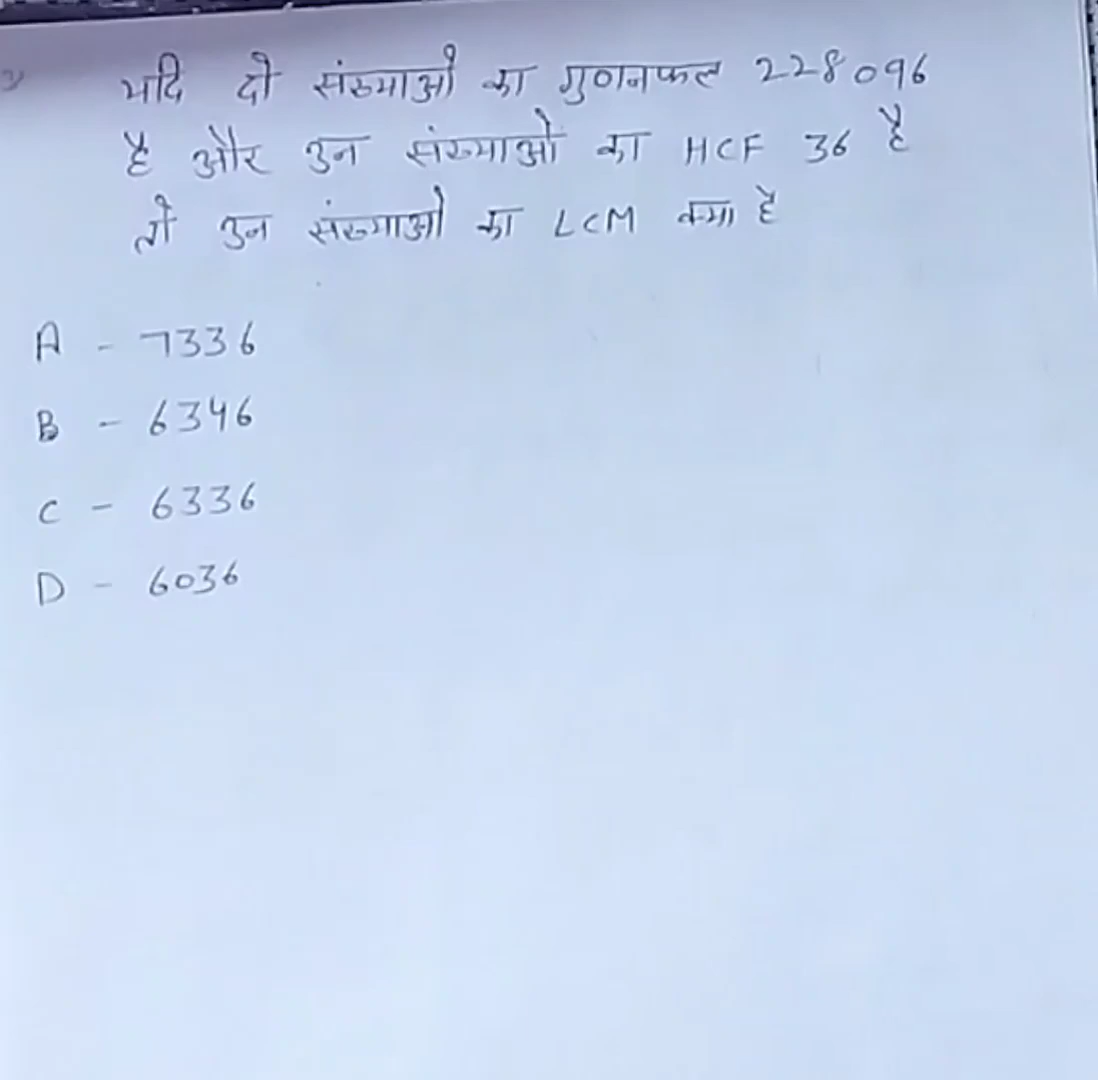 यदि दो संख्याओं का गुणनफल 228096
है और उन संख्याओं का HCF 36 है
तो उन संख्याओं का LCM क्या है
A - 7336
B - 6346
C - 6336
D - 6036